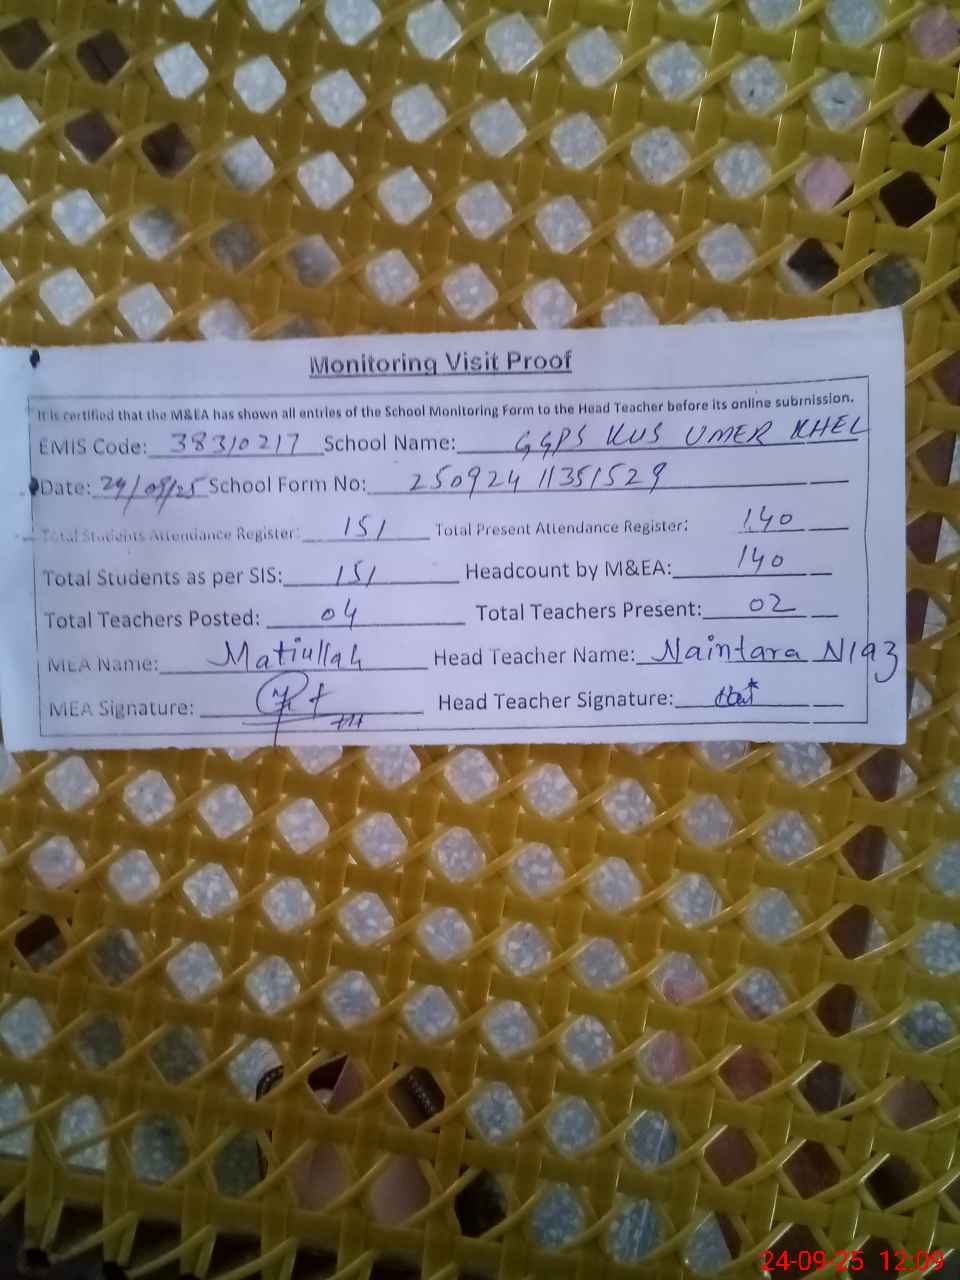 Monitoring Visit Proof
It is certified that the M&EA has shown all entries of the School Monitoring Form to the Head Teacher before its online submission.
EMIS Code: 38310217 School Name: GGPS KUS UMER KHEL
Date: 24/09/25 School Form No: 250924 11351529
Total Students Attendance Register: 151 Total Present Attendance Register: 140
Total Students as per SIS: 151 Headcount by M&EA: 140
Total Teachers Posted: 04 Total Teachers Present: 02
MEA Name: Matiullah Head Teacher Name: Naintara Niaz
MEA Signature: Head Teacher Signature:
24-09-25 12:09